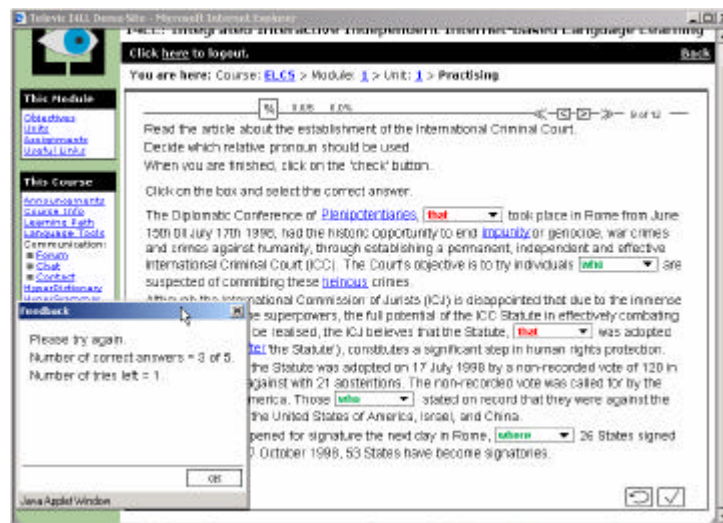 Televic I4LL Demo Site - Microsoft Internet Explorer
I4LL: Integrated Interactive Independent Internet-based Language Learning
Click here to logout.
Back
You are here: Course: ELCS > Module: 1 > Unit: 1 > Practising
This Module
Objectives
Units
Assignments
Useful Links
This Course
Announcements
Course Info
Learning Path
Language Tools
Communication:
Forum
Chat
Contact
HyperDictionary
HyperGrammar
%
0.0%
9 of 12
Read the article about the establishment of the International Criminal Court.
Decide which relative pronoun should be used.
When you are finished, click on the 'check' button.
Click on the box and select the correct answer.
The Diplomatic Conference of Plenipotentiaries, that took place in Rome from June
15th till July 17th 1998, had the historic opportunity to end impunity or genocide, war crimes
and crimes against humanity, through establishing a permanent, independent and effective
International Criminal Court (ICC). The Court's objective is to try individuals who are
suspected of committing these heinous crimes.
Although the International Commission of Jurists (ICJ) is disappointed that due to the immense
e superpowers, the full potential of the ICC Statute in effectively combating
be realised, the ICJ believes that the Statute, that was adopted
ter 'the Statute'), constitutes a significant step in human rights protection.
the Statute was adopted on 17 July 1998 by a non-recorded vote of 120 in
against with 21 abstentions. The non-recorded vote was called for by the
merica. Those who stated on record that they were against the
the United States of America, Israel, and China.
pened for signature the next day in Rome, where 26 States signed
7 October 1998, 53 States have become signatories.
Feedback
Please try again.
Number of correct answers = 3 of 5.
Number of tries left = 1.
OK
Java Applet Window